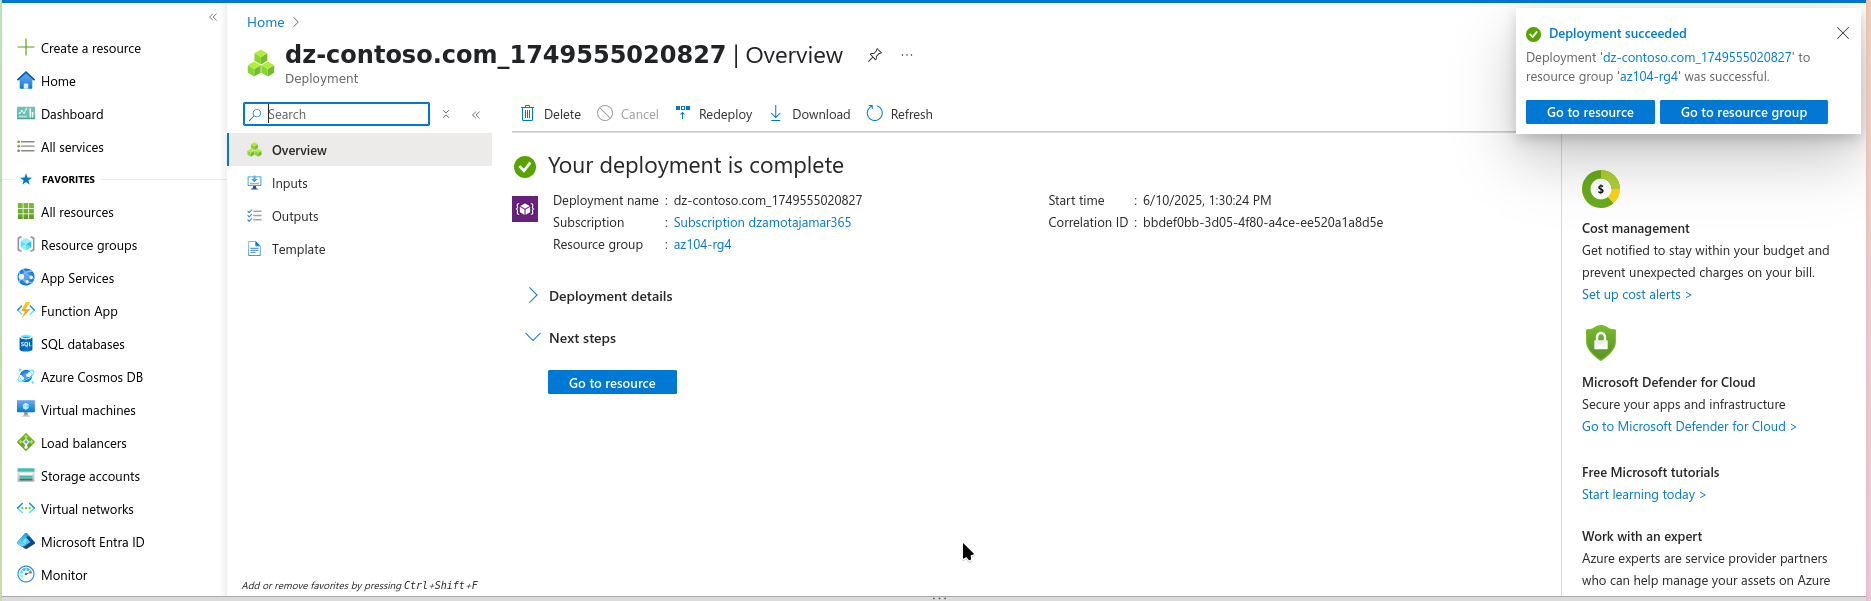 «
Create a resource
Home
Dashboard
All services
FAVORITES
All resources
Resource groups
App Services
Function App
SQL databases
Azure Cosmos DB
Virtual machines
Load balancers
Storage accounts
Virtual networks
Microsoft Entra ID
Monitor
Home >
dz-contoso.com_1749555020827 | Overview
Deployment
Search
Overview
Inputs
Outputs
Template
Add or remove favorites by pressing Ctrl+Shift+F
Delete
Cancel
Redeploy
Download
Refresh
Your deployment is complete
Deployment name : dz-contoso.com_1749555020827
Subscription : Subscription dzamotajamar365
Resource group : az104-rg4
Start time : 6/10/2025, 1:30:24 PM
Correlation ID : bbdef0bb-3d05-4f80-a4ce-ee520a1a8d5e
Deployment details
Next steps
Go to resource
Deployment succeeded
Deployment 'dz-contoso.com_1749555020827' to
resource group 'az104-rg4' was successful.
Go to resource
Go to resource group
$
Cost management
Get notified to stay within your budget and
prevent unexpected charges on your bill.
Set up cost alerts >
Microsoft Defender for Cloud
Secure your apps and infrastructure
Go to Microsoft Defender for Cloud >
Free Microsoft tutorials
Start learning today >
Work with an expert
Azure experts are service provider partners
who can help manage your assets on Azure